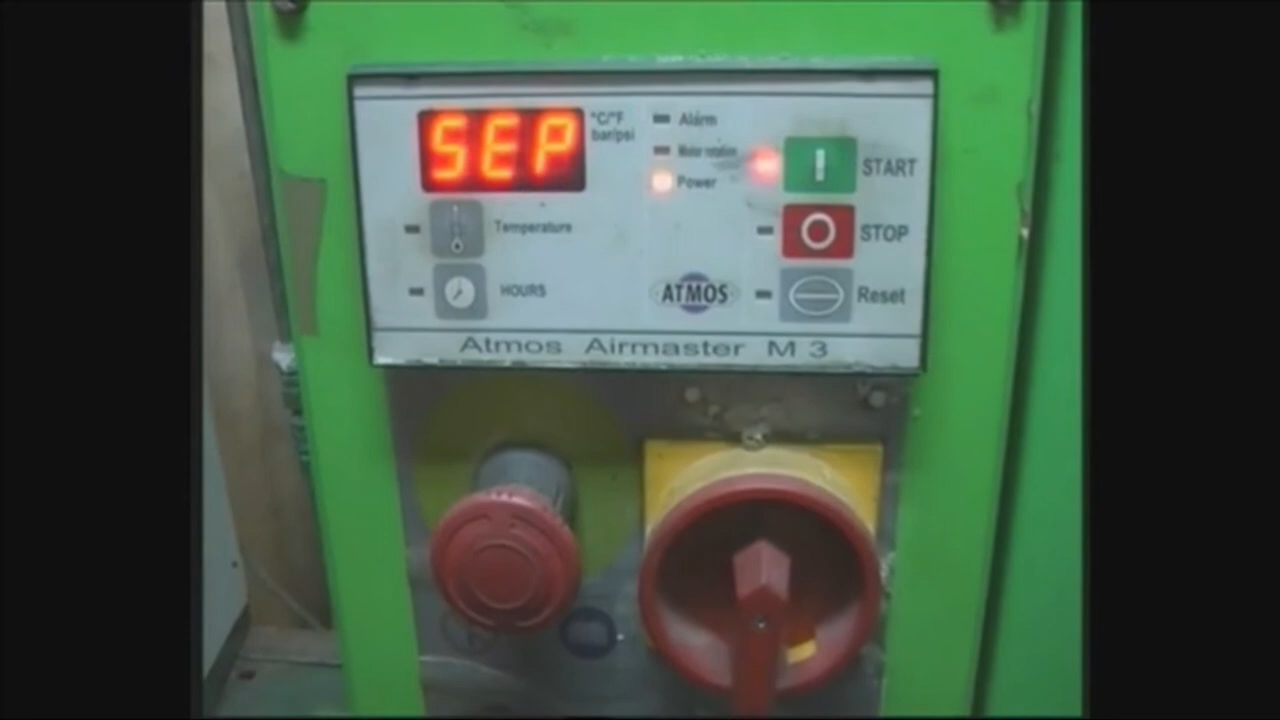 SEP
°C/°F
bar/psi
Alarm
Motor rotation
Power
START
Temperature
STOP
HOURS
ATMOS
Reset
Atmos Airmaster M 3